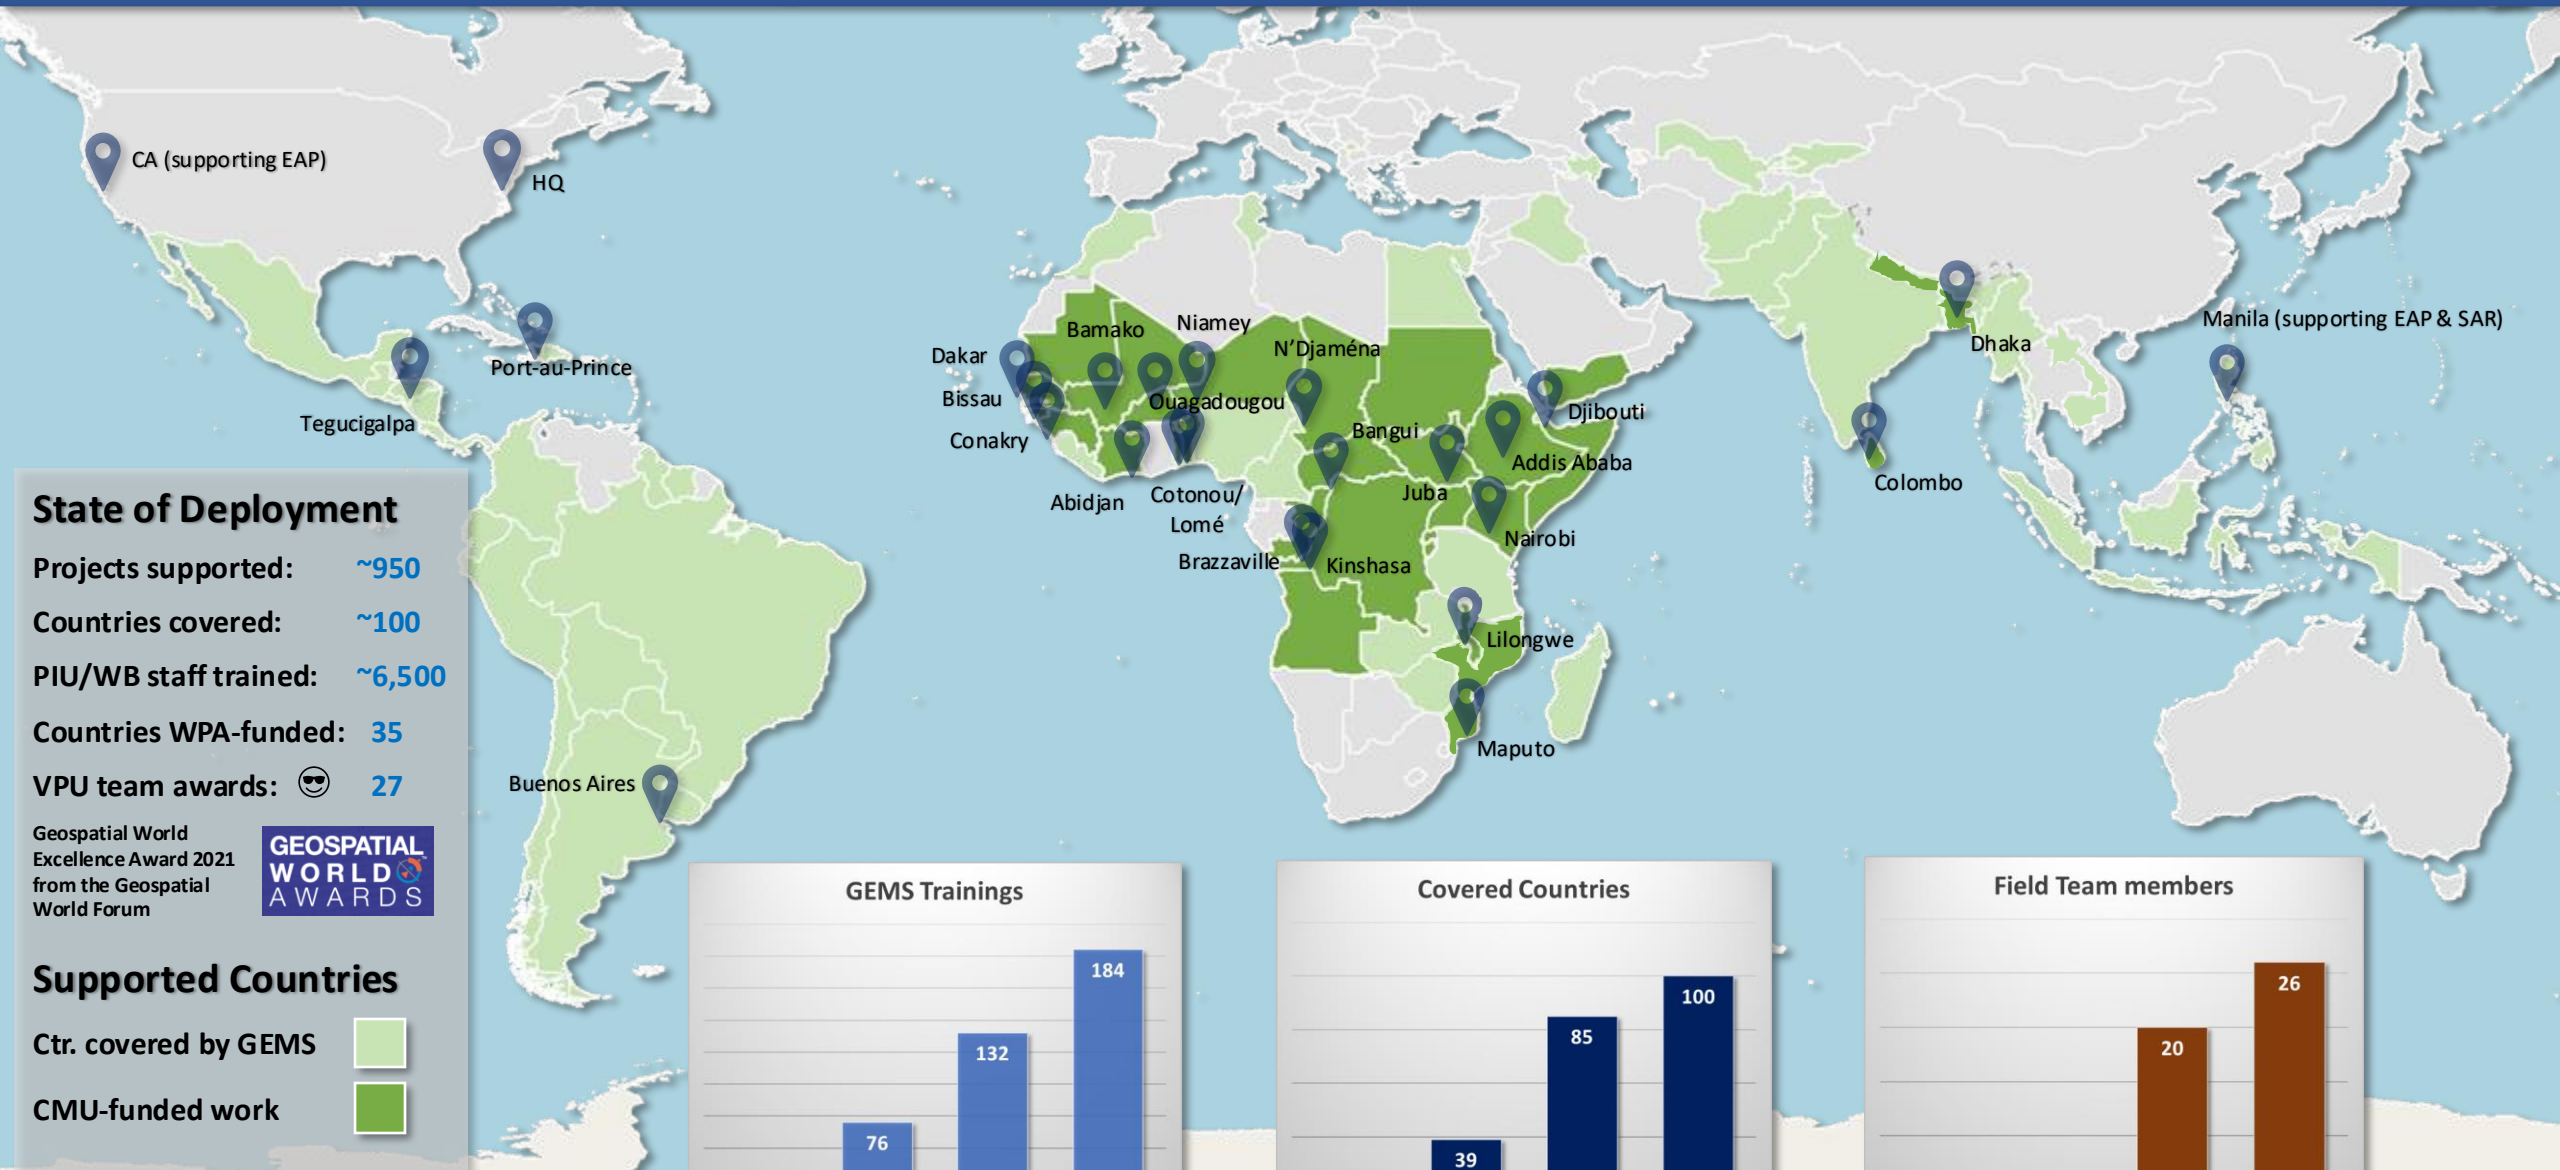 CA (supporting EAP)
HQ
Port-au-Prince
Tegucigalpa
Buenos Aires
Dakar
Bissau
Conakry
Bamako
Niamey
Ouagadougou
N'Djaména
Abidjan
Cotonou/
Lomé
Brazzaville
Kinshasa
Bangui
Juba
Djibouti
Addis Ababa
Nairobi
Lilongwe
Maputo
Dhaka
Colombo
Manila (supporting EAP & SAR)
State of Deployment
Projects supported: ~950
Countries covered: ~100
PIU/WB staff trained: ~6,500
Countries WPA-funded: 35
VPU team awards: 😎 27
Geospatial World
Excellence Award 2021
from the Geospatial
World Forum
GEOSPATIAL
WORLD
AWARDS
Supported Countries
Ctr. covered by GEMS
CMU-funded work
GEMS Trainings
76
132
184
Covered Countries
39
85
100
Field Team members
20
26